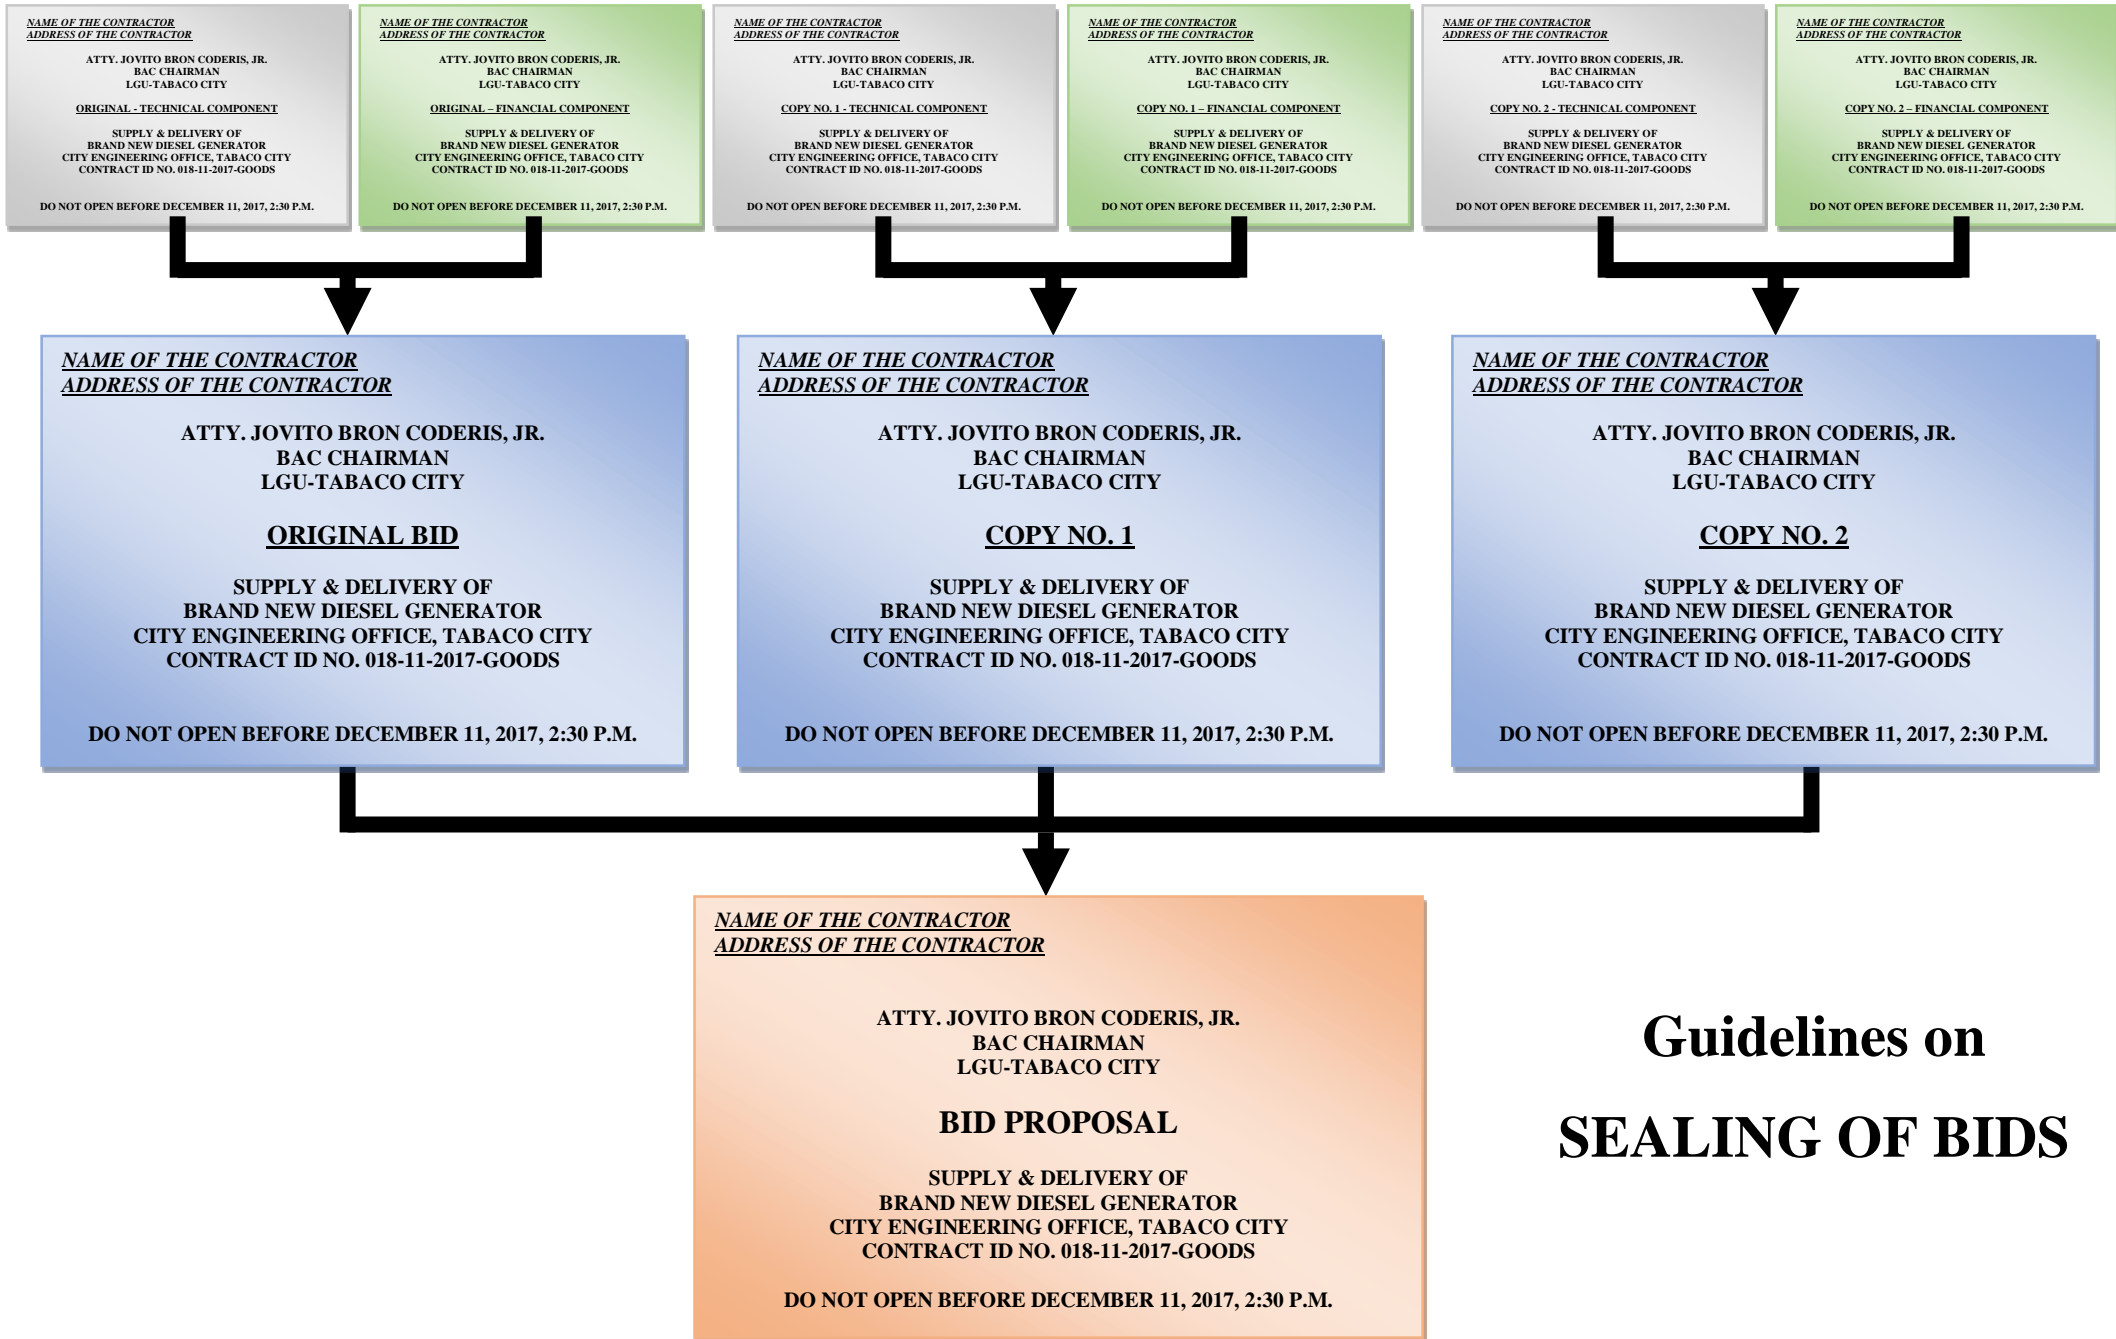 NAME OF THE CONTRACTOR
ADDRESS OF THE CONTRACTOR
ATTY. JOVITO BRON CODERIS, JR.
BAC CHAIRMAN
LGU-TABACO CITY
ORIGINAL - TECHNICAL COMPONENT
SUPPLY & DELIVERY OF
BRAND NEW DIESEL GENERATOR
CITY ENGINEERING OFFICE, TABACO CITY
CONTRACT ID NO. 018-11-2017-GOODS
DO NOT OPEN BEFORE DECEMBER 11, 2017, 2:30 P.M.
NAME OF THE CONTRACTOR
ADDRESS OF THE CONTRACTOR
ATTY. JOVITO BRON CODERIS, JR.
BAC CHAIRMAN
LGU-TABACO CITY
ORIGINAL – FINANCIAL COMPONENT
SUPPLY & DELIVERY OF
BRAND NEW DIESEL GENERATOR
CITY ENGINEERING OFFICE, TABACO CITY
CONTRACT ID NO. 018-11-2017-GOODS
DO NOT OPEN BEFORE DECEMBER 11, 2017, 2:30 P.M.
NAME OF THE CONTRACTOR
ADDRESS OF THE CONTRACTOR
ATTY. JOVITO BRON CODERIS, JR.
BAC CHAIRMAN
LGU-TABACO CITY
COPY NO. 1 - TECHNICAL COMPONENT
SUPPLY & DELIVERY OF
BRAND NEW DIESEL GENERATOR
CITY ENGINEERING OFFICE, TABACO CITY
CONTRACT ID NO. 018-11-2017-GOODS
DO NOT OPEN BEFORE DECEMBER 11, 2017, 2:30 P.M.
NAME OF THE CONTRACTOR
ADDRESS OF THE CONTRACTOR
ATTY. JOVITO BRON CODERIS, JR.
BAC CHAIRMAN
LGU-TABACO CITY
COPY NO. 1 – FINANCIAL COMPONENT
SUPPLY & DELIVERY OF
BRAND NEW DIESEL GENERATOR
CITY ENGINEERING OFFICE, TABACO CITY
CONTRACT ID NO. 018-11-2017-GOODS
DO NOT OPEN BEFORE DECEMBER 11, 2017, 2:30 P.M.
NAME OF THE CONTRACTOR
ADDRESS OF THE CONTRACTOR
ATTY. JOVITO BRON CODERIS, JR.
BAC CHAIRMAN
LGU-TABACO CITY
COPY NO. 2 - TECHNICAL COMPONENT
SUPPLY & DELIVERY OF
BRAND NEW DIESEL GENERATOR
CITY ENGINEERING OFFICE, TABACO CITY
CONTRACT ID NO. 018-11-2017-GOODS
DO NOT OPEN BEFORE DECEMBER 11, 2017, 2:30 P.M.
NAME OF THE CONTRACTOR
ADDRESS OF THE CONTRACTOR
ATTY. JOVITO BRON CODERIS, JR.
BAC CHAIRMAN
LGU-TABACO CITY
COPY NO. 2 – FINANCIAL COMPONENT
SUPPLY & DELIVERY OF
BRAND NEW DIESEL GENERATOR
CITY ENGINEERING OFFICE, TABACO CITY
CONTRACT ID NO. 018-11-2017-GOODS
DO NOT OPEN BEFORE DECEMBER 11, 2017, 2:30 P.M.
NAME OF THE CONTRACTOR
ADDRESS OF THE CONTRACTOR
ATTY. JOVITO BRON CODERIS, JR.
BAC CHAIRMAN
LGU-TABACO CITY
ORIGINAL BID
SUPPLY & DELIVERY OF
BRAND NEW DIESEL GENERATOR
CITY ENGINEERING OFFICE, TABACO CITY
CONTRACT ID NO. 018-11-2017-GOODS
DO NOT OPEN BEFORE DECEMBER 11, 2017, 2:30 P.M.
NAME OF THE CONTRACTOR
ADDRESS OF THE CONTRACTOR
ATTY. JOVITO BRON CODERIS, JR.
BAC CHAIRMAN
LGU-TABACO CITY
COPY NO. 1
SUPPLY & DELIVERY OF
BRAND NEW DIESEL GENERATOR
CITY ENGINEERING OFFICE, TABACO CITY
CONTRACT ID NO. 018-11-2017-GOODS
DO NOT OPEN BEFORE DECEMBER 11, 2017, 2:30 P.M.
NAME OF THE CONTRACTOR
ADDRESS OF THE CONTRACTOR
ATTY. JOVITO BRON CODERIS, JR.
BAC CHAIRMAN
LGU-TABACO CITY
COPY NO. 2
SUPPLY & DELIVERY OF
BRAND NEW DIESEL GENERATOR
CITY ENGINEERING OFFICE, TABACO CITY
CONTRACT ID NO. 018-11-2017-GOODS
DO NOT OPEN BEFORE DECEMBER 11, 2017, 2:30 P.M.
NAME OF THE CONTRACTOR
ADDRESS OF THE CONTRACTOR
ATTY. JOVITO BRON CODERIS, JR.
BAC CHAIRMAN
LGU-TABACO CITY
BID PROPOSAL
SUPPLY & DELIVERY OF
BRAND NEW DIESEL GENERATOR
CITY ENGINEERING OFFICE, TABACO CITY
CONTRACT ID NO. 018-11-2017-GOODS
DO NOT OPEN BEFORE DECEMBER 11, 2017, 2:30 P.M.
Guidelines on
SEALING OF BIDS